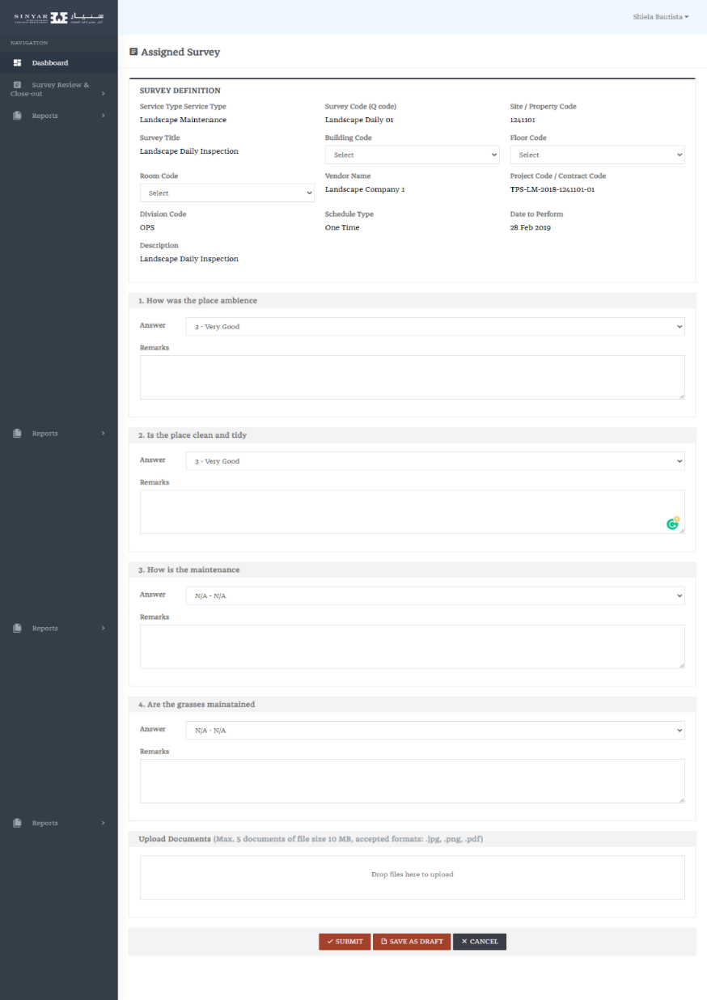 SINYAR سنيار
Shiela Bautista
NAVIGATION
Dashboard
Survey Review &
Close-out
Reports
Assigned Survey
SURVEY DEFINITION
Service Type Service Type
Landscape Maintenance
Survey Code (Q code)
Landscape Daily 01
Site / Property Code
1241101
Survey Title
Landscape Daily Inspection
Building Code
Select
Floor Code
Select
Room Code
Select
Vendor Name
Landscape Company 1
Project Code / Contract Code
TPS-LM-2018-1241101-01
Division Code
OPS
Schedule Type
One Time
Date to Perform
28 Feb 2019
Description
Landscape Daily Inspection
1. How was the place ambience
Answer
3 - Very Good
Remarks
Reports
2. Is the place clean and tidy
Answer
3 - Very Good
Remarks
3. How is the maintenance
Answer
N/A - N/A
Remarks
Reports
4. Are the grasses mainatained
Answer
N/A - N/A
Remarks
Reports
Upload Documents (Max. 5 documents of file size 10 MB, accepted formats: .jpg, .png, .pdf)
Drop files here to upload
SUBMIT
SAVE AS DRAFT
CANCEL